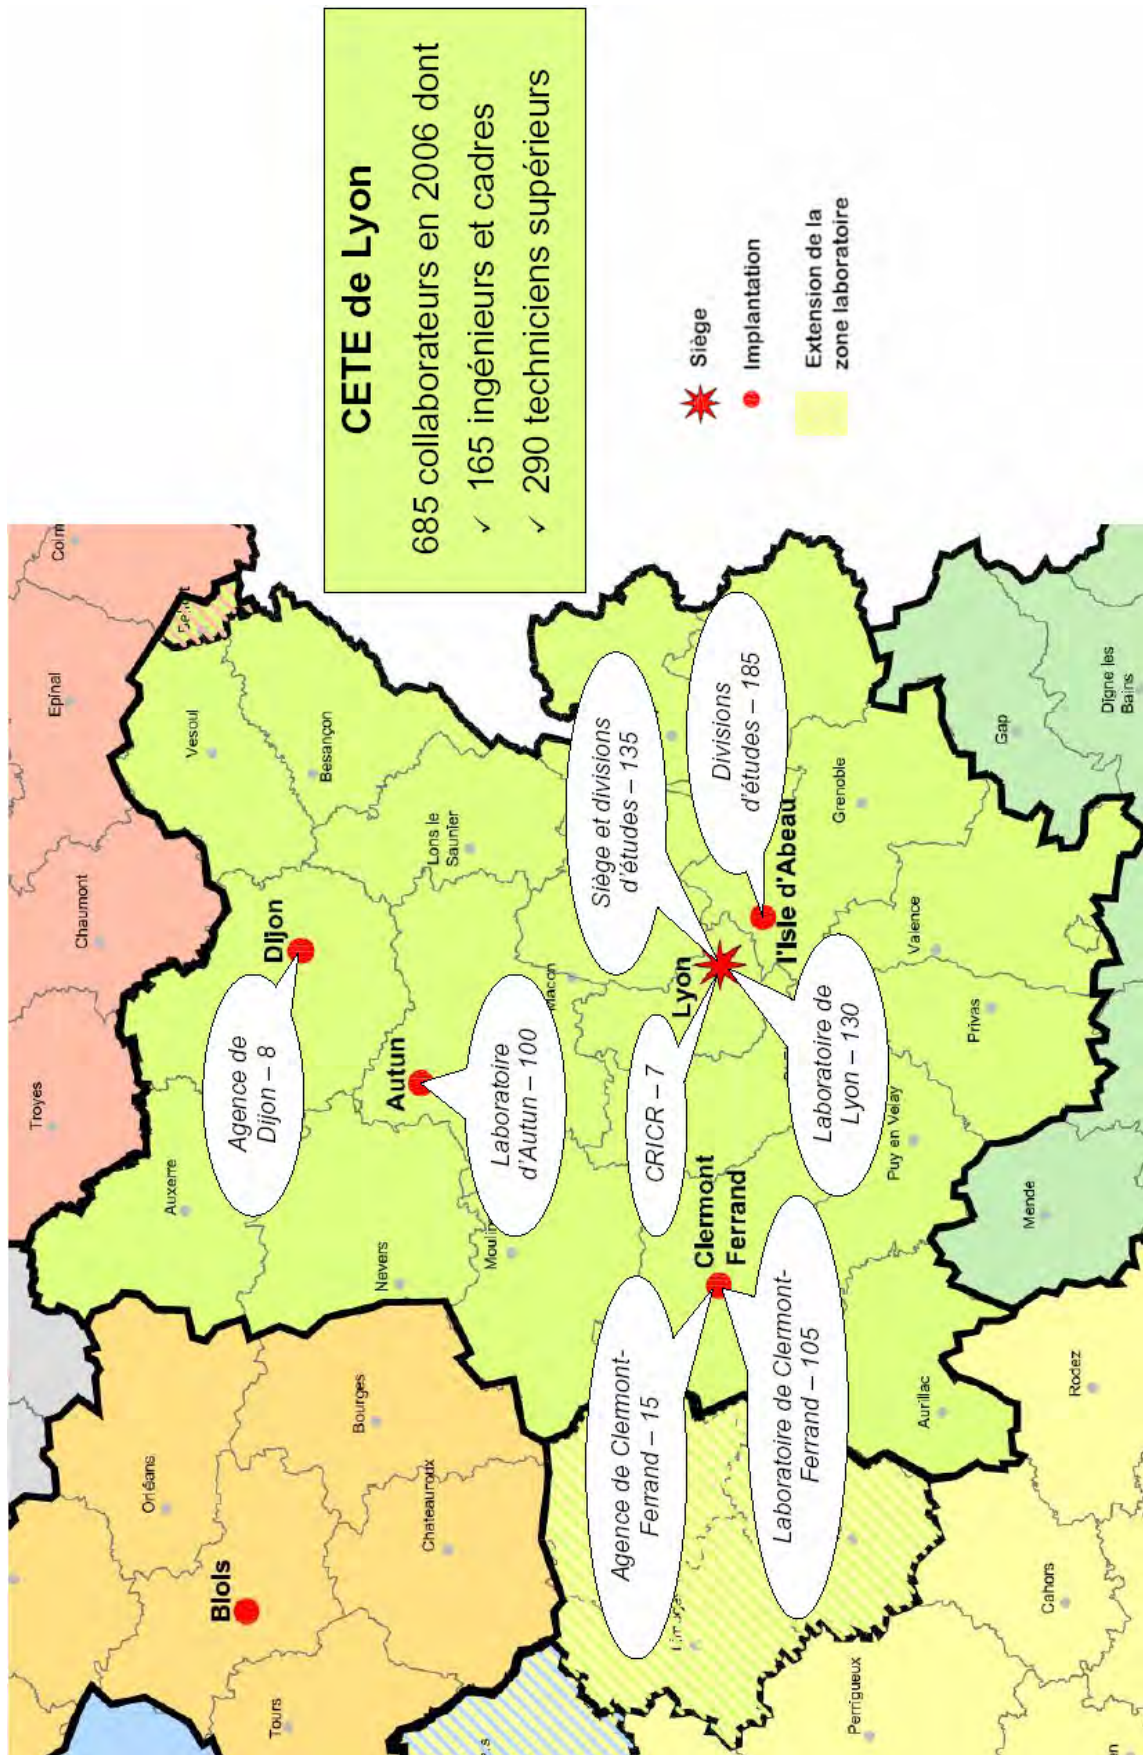 CETE de Lyon
685 collaborateurs en 2006 dont
✓ 165 ingénieurs et cadres
✓ 290 techniciens supérieurs
Siège
Implantation
Extension de la
zone laboratoire
Troyes
Chaumont
Epinal
Colm
Orléans
Auxerre
Vesoul
Blois
Agence de
Dijon – 8
Dijon
Tours
Bourges
Nevers
Besançon
Chateauroux
Autun
Lons le
Saunier
Moulin
Laboratoire
d'Autun – 100
Macon
Siège et divisions
d'études – 135
Agence de Clermont-
Ferrand – 15
CRICR – 7
Lyon
Clermont
Ferrand
Divisions
d'études – 185
l'Isle d'Abeau
Laboratoire de Clermont-
Ferrand – 105
Laboratoire de
Lyon – 130
Grenoble
Perrigueux
Aurillac
Puy en Velay
Valence
Privas
Gap
Cahors
Rodez
Mende
Digne les
Bains